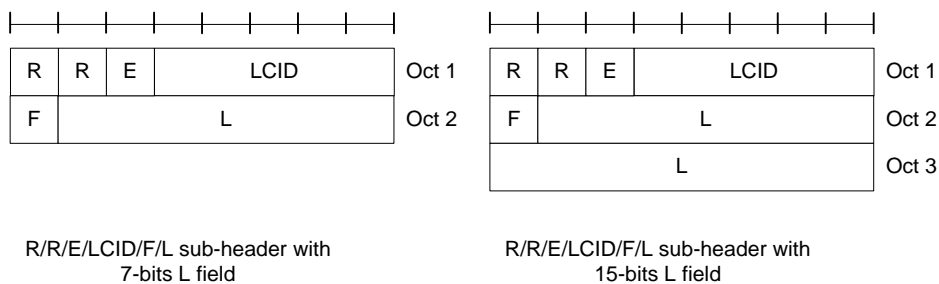 R R E LCID Oct 1
F L Oct 2
R/R/E/LCID/F/L sub-header with
7-bits L field
R R E LCID Oct 1
F L Oct 2
L Oct 3
R/R/E/LCID/F/L sub-header with
15-bits L field